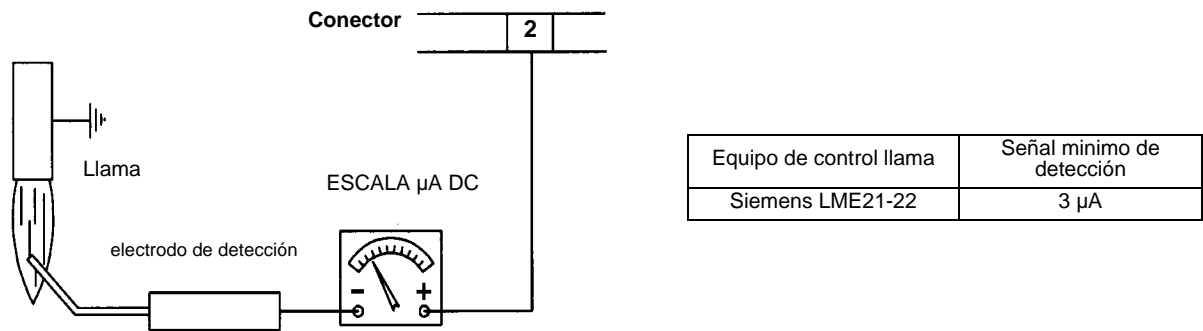 Conector
2
Llama
ESCALA µA DC
electrodo de detección
- +
Equipo de control llama
Señal minimo de
detección
Siemens LME21-22
3 µA